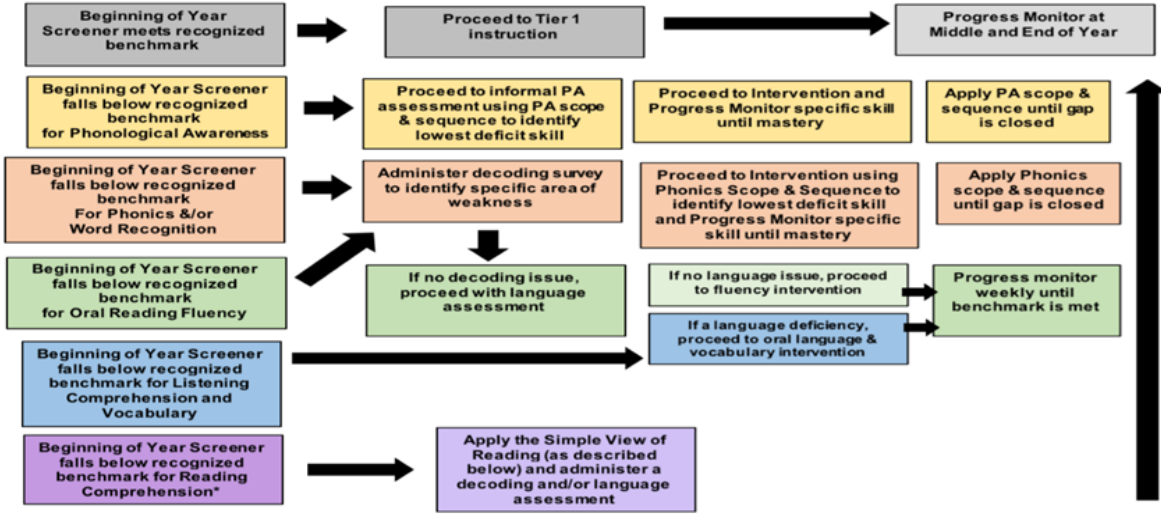 Beginning of Year
Screener meets recognized
benchmark
Proceed to Tier 1
instruction
Progress Monitor at
Middle and End of Year
Beginning of Year Screener
falls below recognized
benchmark
for Phonological Awareness
Proceed to informal PA
assessment using PA scope
& sequence to identify
lowest deficit skill
Proceed to Intervention and
Progress Monitor specific skill
until mastery
Apply PA scope &
sequence until gap
is closed
Beginning of Year Screener
falls below recognized
benchmark
For Phonics &/or
Word Recognition
Administer decoding survey
to identify specific area of
weakness
Proceed to Intervention using
Phonics Scope & Sequence to
identify lowest deficit skill
and Progress Monitor specific
skill until mastery
Apply Phonics
scope & sequence
until gap is closed
Beginning of Year Screener
falls below recognized
benchmark
for Oral Reading Fluency
If no decoding issue,
proceed with language
assessment
If no language issue, proceed
to fluency intervention
Progress monitor
weekly until
benchmark is met
If a language deficiency,
proceed to oral language &
vocabulary intervention
Beginning of Year Screener
falls below recognized
benchmark for Listening
Comprehension and
Vocabulary
Beginning of Year Screener
falls below recognized
benchmark for Reading
Comprehension*
Apply the Simple View of
Reading (as described
below) and administer a
decoding and/or language
assessment